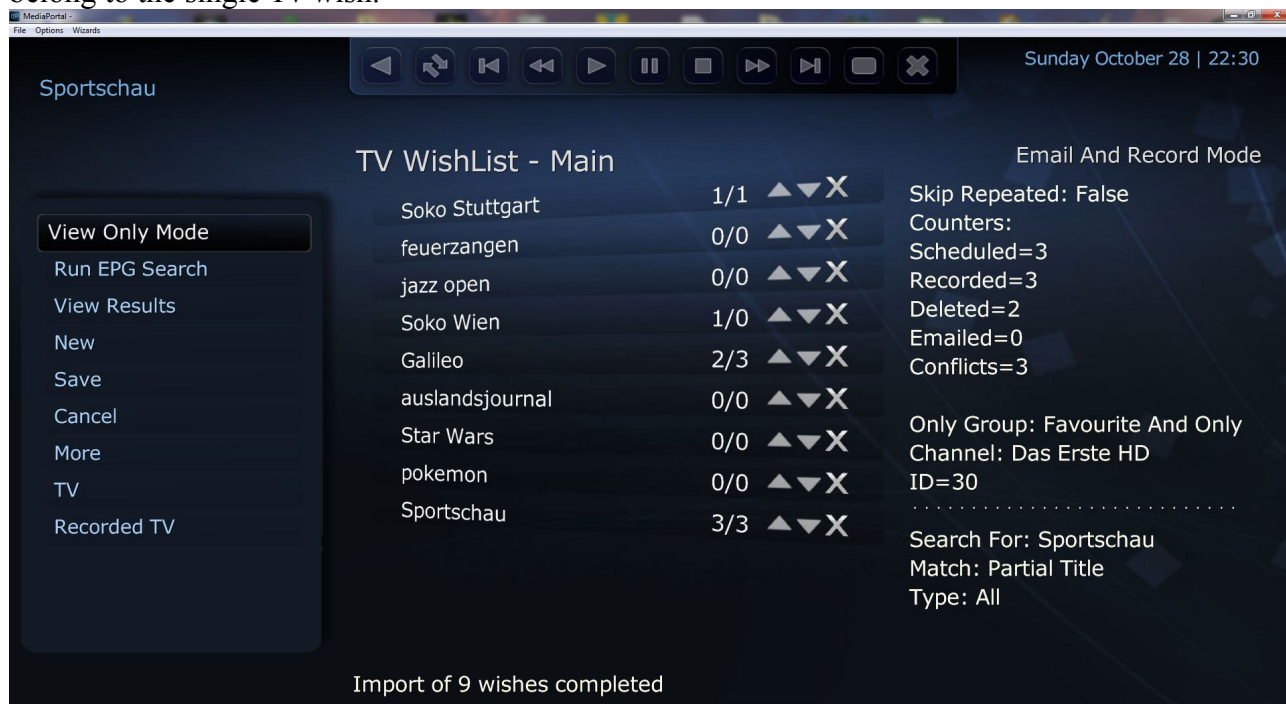 belong to the single TV wish.
MediaPortal -
File Options Wizards
Sunday October 28 | 22:30
Sportschau
TV WishList - Main
Email And Record Mode
View Only Mode
Run EPG Search
View Results
New
Save
Cancel
More
TV
Recorded TV
Soko Stuttgart 1/1 X
feuerzangen 0/0 X
jazz open 0/0 X
Soko Wien 1/0 X
Galileo 2/3 X
auslandsjournal 0/0 X
Star Wars 0/0 X
pokemon 0/0 X
Sportschau 3/3 X
Skip Repeated: False
Counters:
Scheduled=3
Recorded=3
Deleted=2
Emailed=0
Conflicts=3
Only Group: Favourite And Only
Channel: Das Erste HD
ID=30
Search For: Sportschau
Match: Partial Title
Type: All
Import of 9 wishes completed